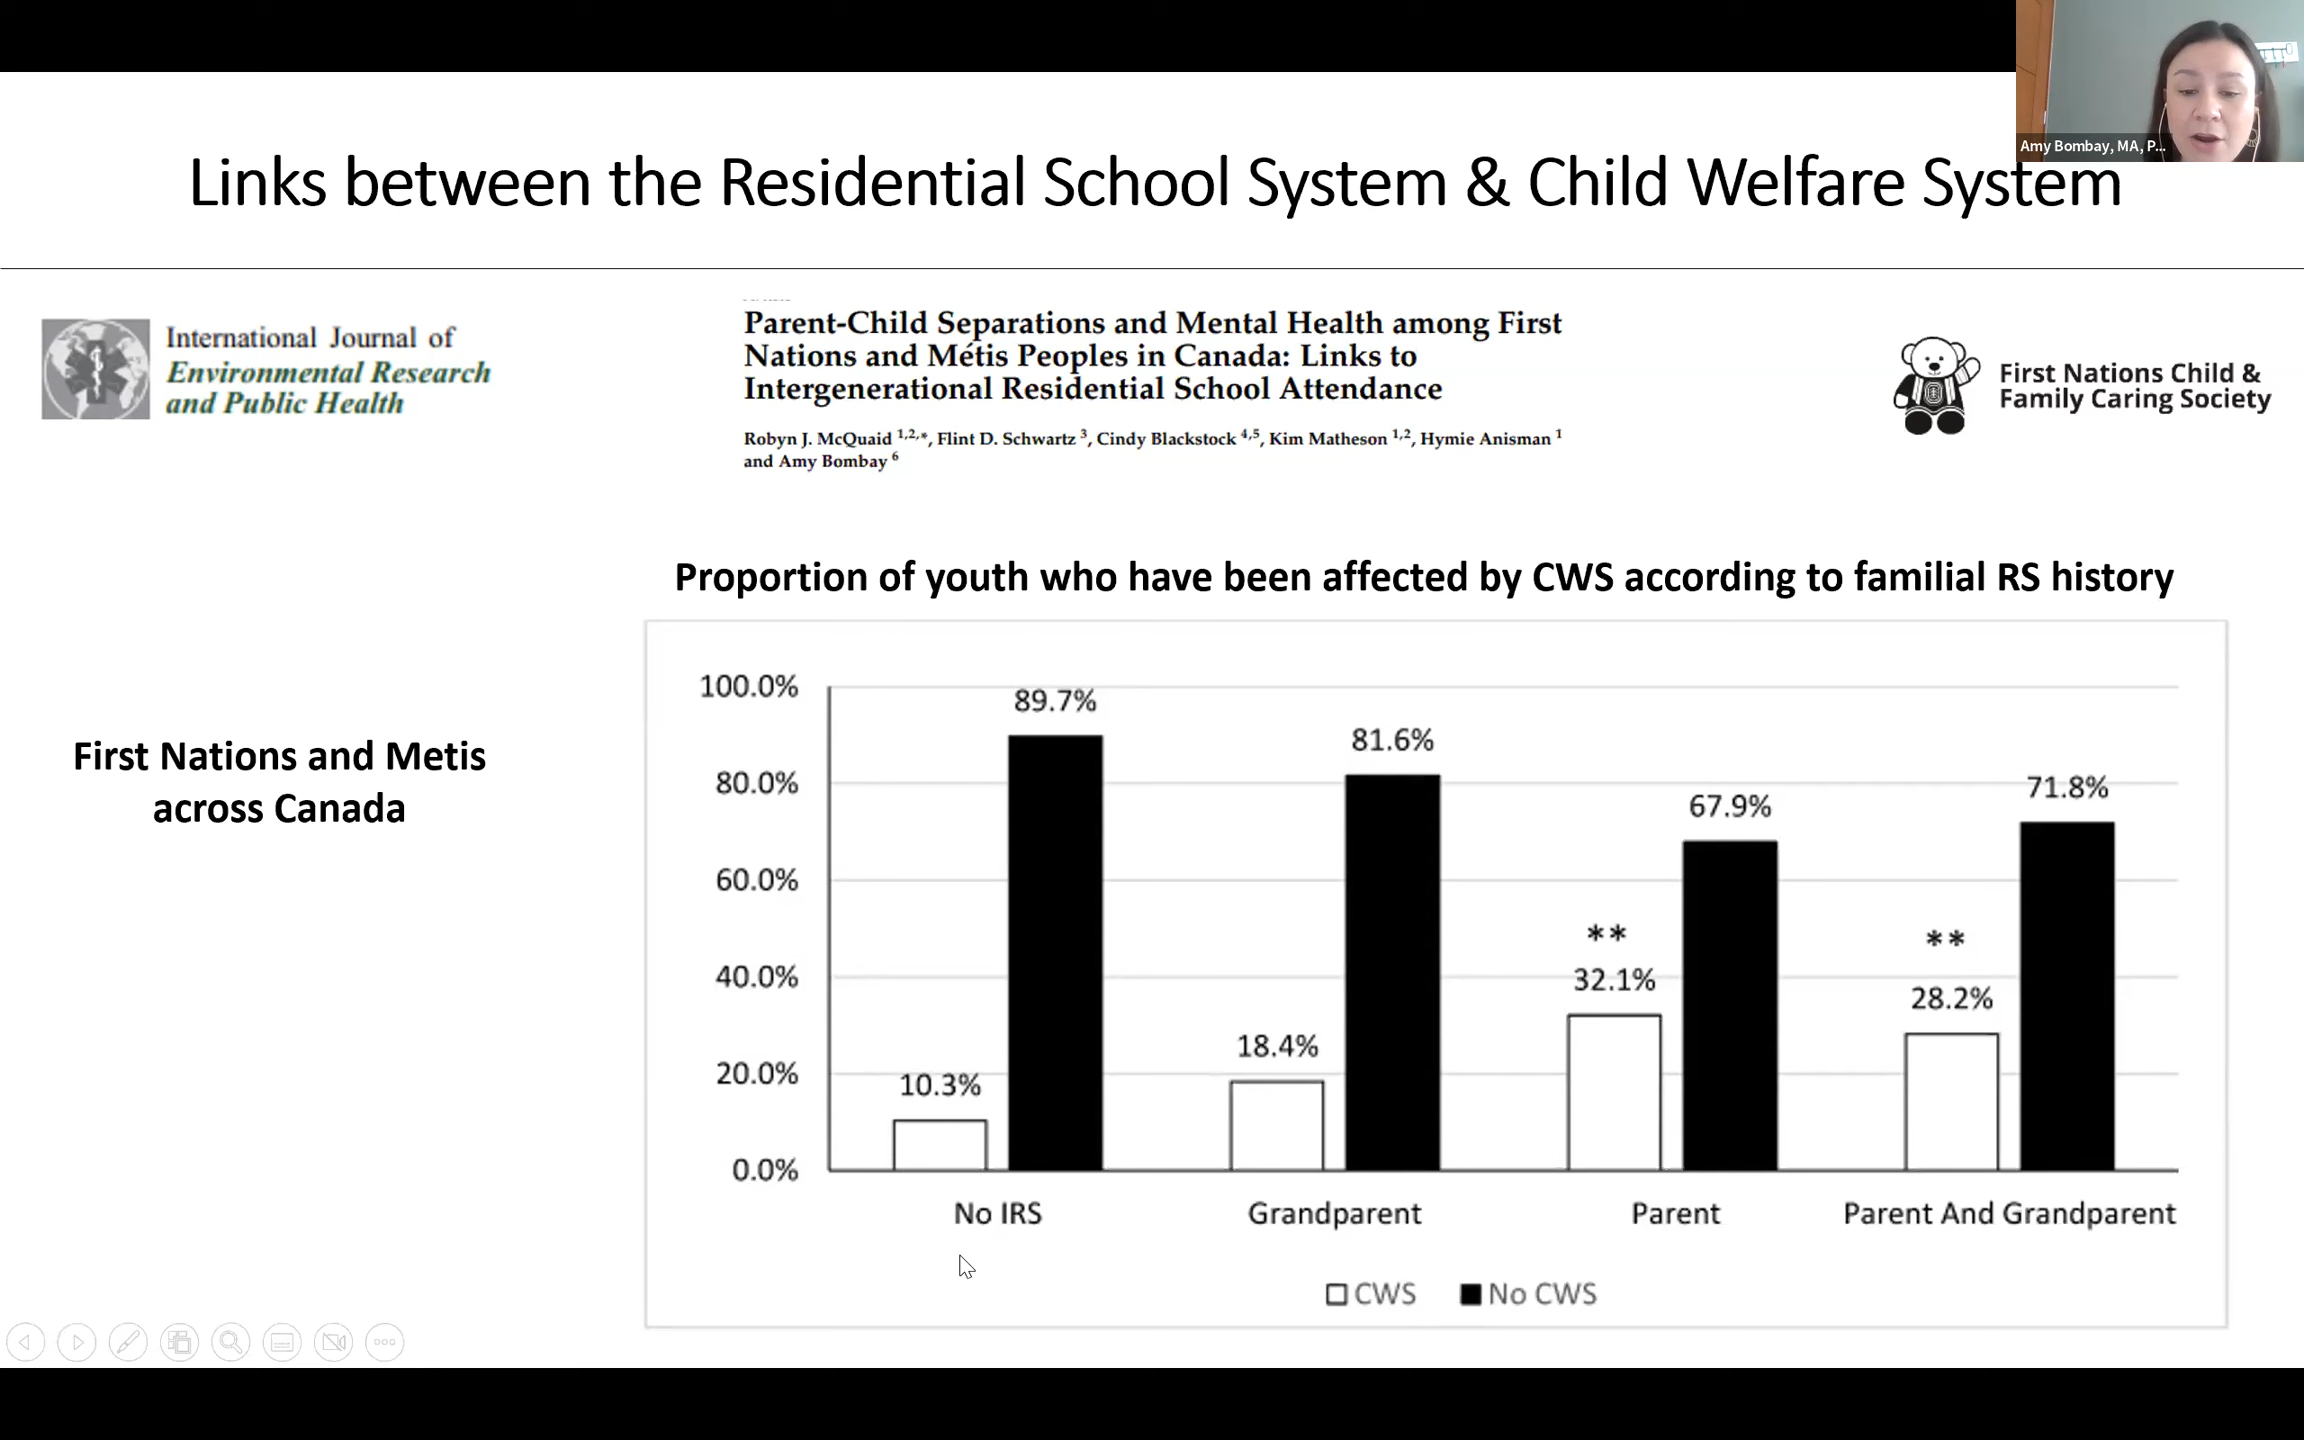 Amy Bombay, MA, P...
Links between the Residential School System & Child Welfare System
International Journal of
Environmental Research
and Public Health
Parent-Child Separations and Mental Health among First
Nations and Métis Peoples in Canada: Links to
Intergenerational Residential School Attendance
Robyn J. McQuaid 1,2,*, Flint D. Schwartz 3, Cindy Blackstock 4,5, Kim Matheson 1,2, Hymie Anisman 1
and Amy Bombay 6
First Nations Child &
Family Caring Society
Proportion of youth who have been affected by CWS according to familial RS history
First Nations and Metis
across Canada
100.0%
80.0%
60.0%
40.0%
20.0%
0.0%
10.3%
89.7%
18.4%
81.6%
**
32.1%
67.9%
**
28.2%
71.8%
No IRS
Grandparent
Parent
Parent And Grandparent
CWS
No CWS